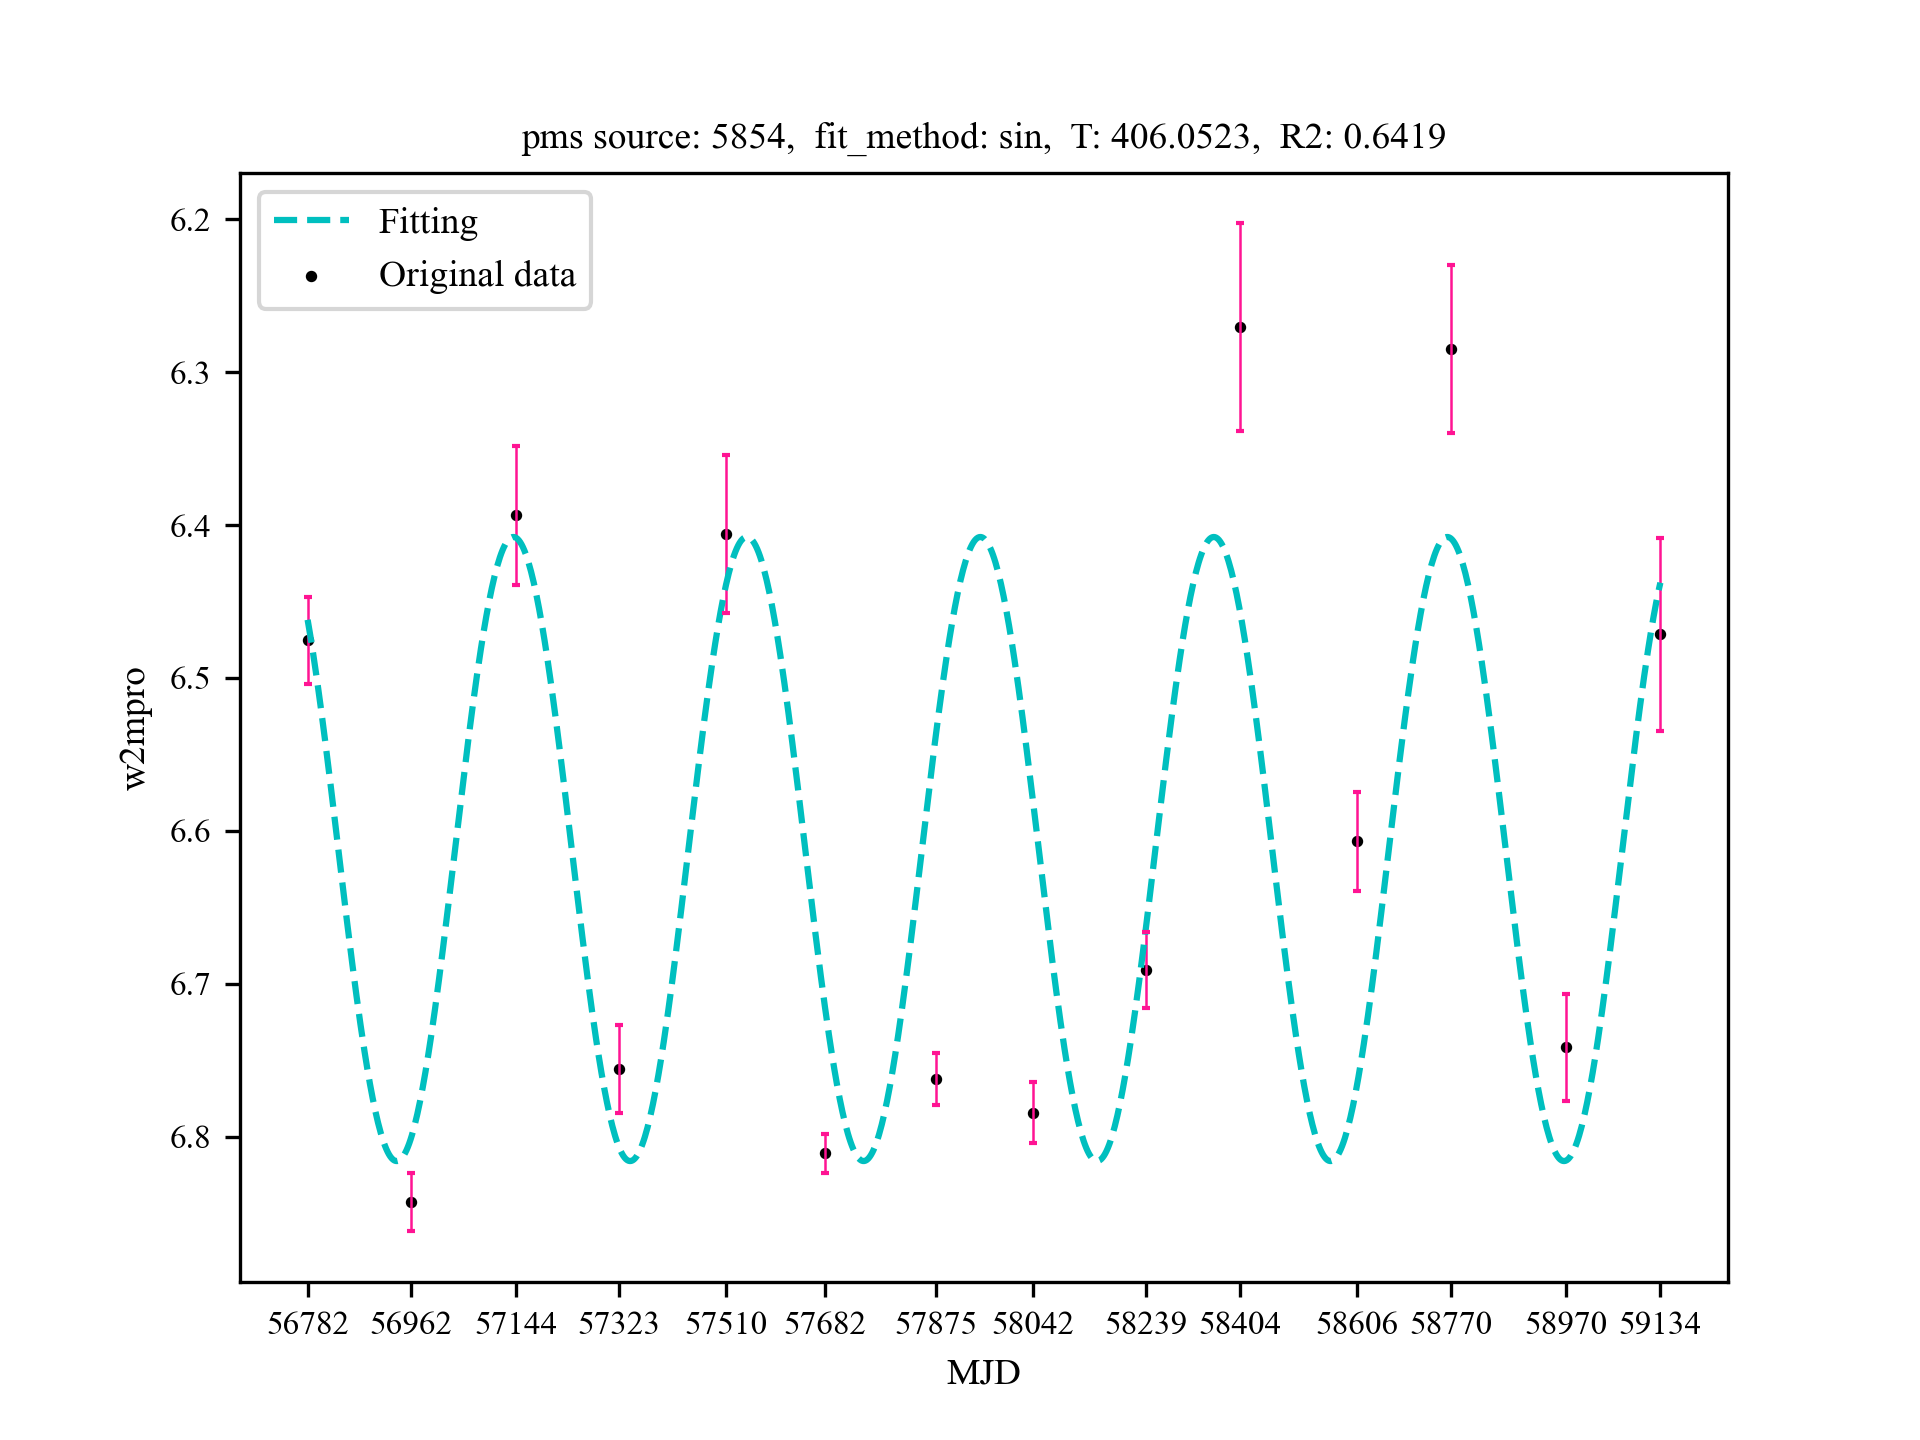 pms source: 5854, fit_method: sin, T: 406.0523, R2: 0.6419
Fitting
Original data
6.2
6.3
6.4
6.5
6.6
6.7
6.8
w2mpro
56782 56962 57144 57323 57510 57682 57875 58042 58239 58404 58606 58770 58970 59134
MJD